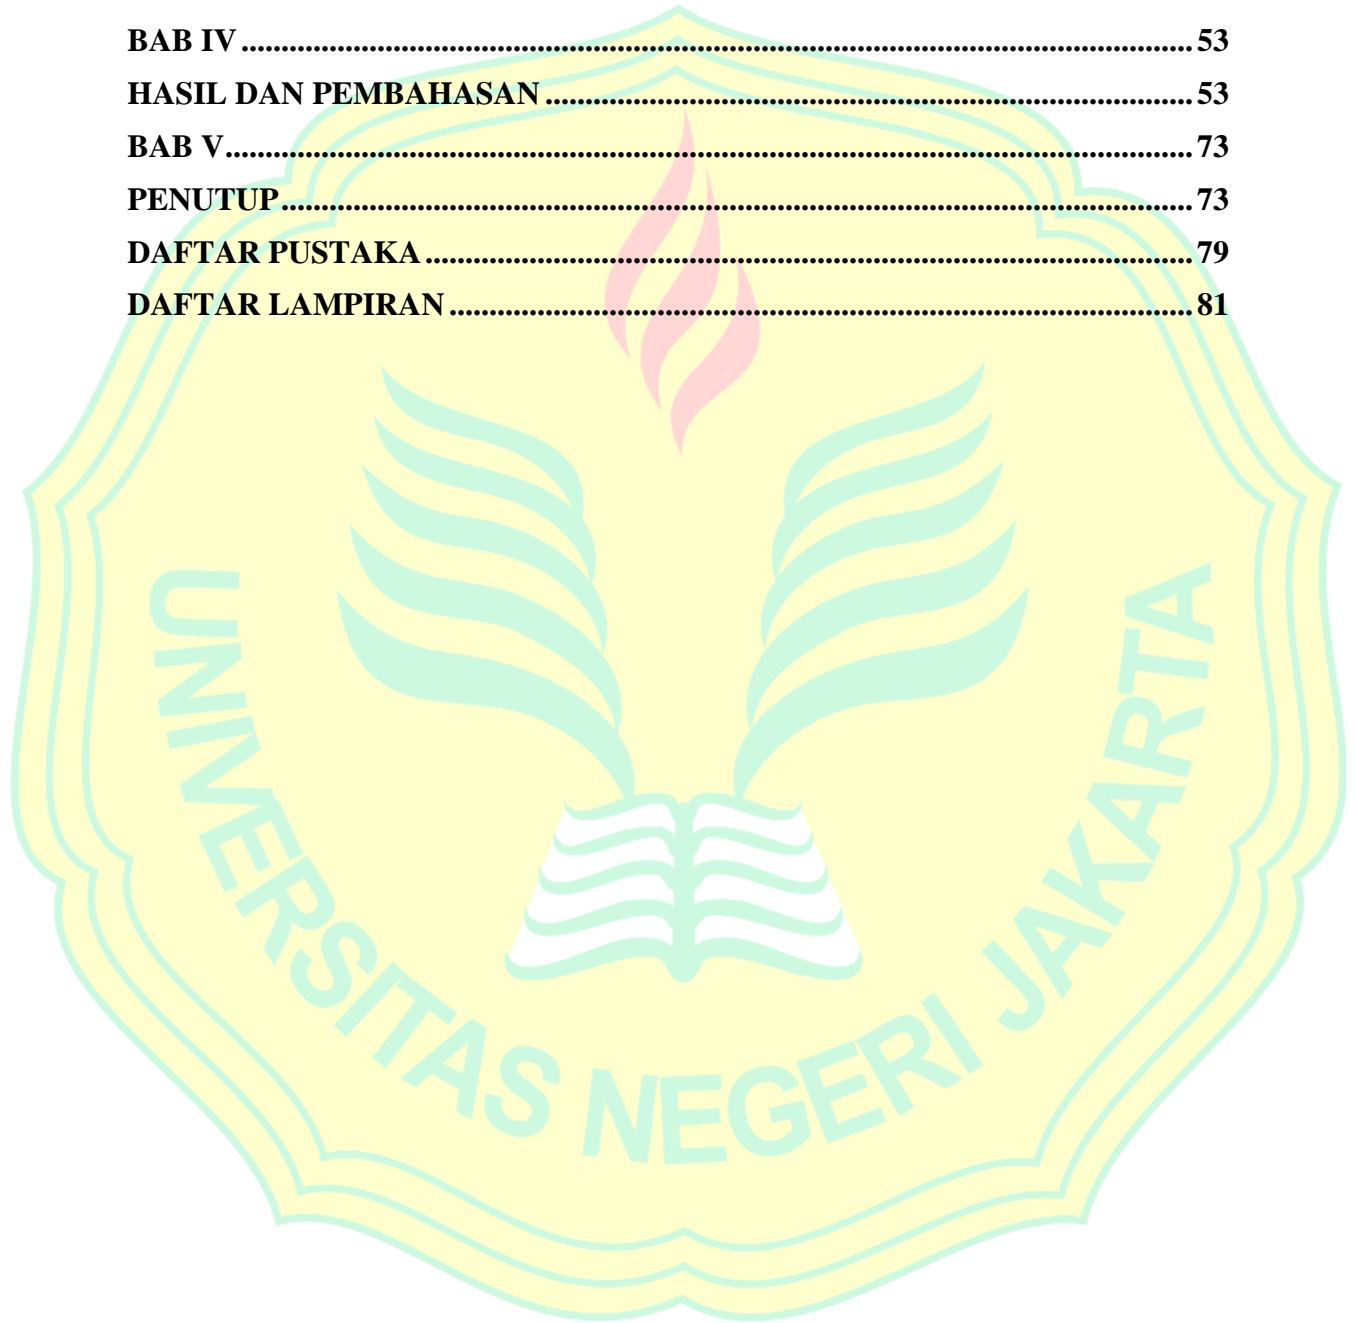 BAB IV.................................................................................................................... 53
HASIL DAN PEMBAHASAN................................................................................ 53
BAB V..................................................................................................................... 73
PENUTUP............................................................................................................... 73
DAFTAR PUSTAKA.............................................................................................. 79
DAFTAR LAMPIRAN........................................................................................... 81
UNIVERSITAS NEGERI JAKARTA